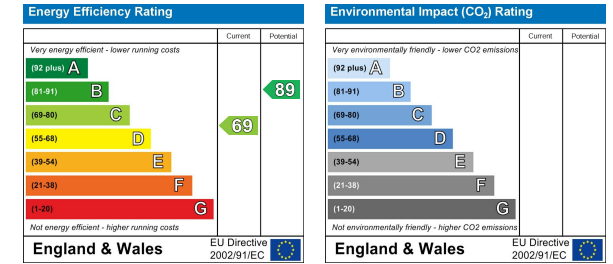 Energy Efficiency Rating
Current Potential
Very energy efficient - lower running costs
(92 plus) A
(81-91) B
89
(69-80) C
69
(55-68) D
(39-54) E
(21-38) F
(1-20) G
Not energy efficient - higher running costs
England & Wales
EU Directive
2002/91/EC
Environmental Impact (CO2) Rating
Current Potential
Very environmentally friendly - lower CO2 emissions
(92 plus) A
(81-91) B
(69-80) C
(55-68) D
(39-54) E
(21-38) F
(1-20) G
Not environmentally friendly - higher CO2 emissions
England & Wales
EU Directive
2002/91/EC